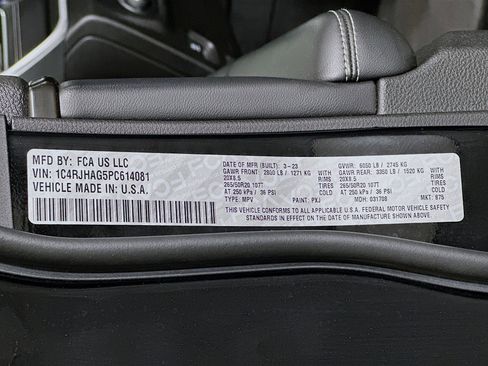 MFD BY: FCA US LLC
VIN: 1C4RJHAG5PC614081
VEHICLE MADE IN U.S.A.
DATE OF MFR (BUILT): 3-23
GVWR: 6050 LB / 2745 KG
GAWR FRONT: 2800 LB / 1271 KG WITH
GAWR REAR: 3350 LB / 1520 KG WITH
20X8.5 RIMS
20X8.5 RIMS
265/50R20 107T TIRES
265/50R20 107T TIRES
AT 250 kPa / 36 PSI
AT 250 kPa / 36 PSI
TYPE: MPV PAINT: PXJ MDH: 031708 MKT: 875
THIS VEHICLE CONFORMS TO ALL APPLICABLE U.S.A. FEDERAL MOTOR VEHICLE SAFETY
STANDARDS IN EFFECT ON THE DATE OF MANUFACTURE SHOWN ABOVE.